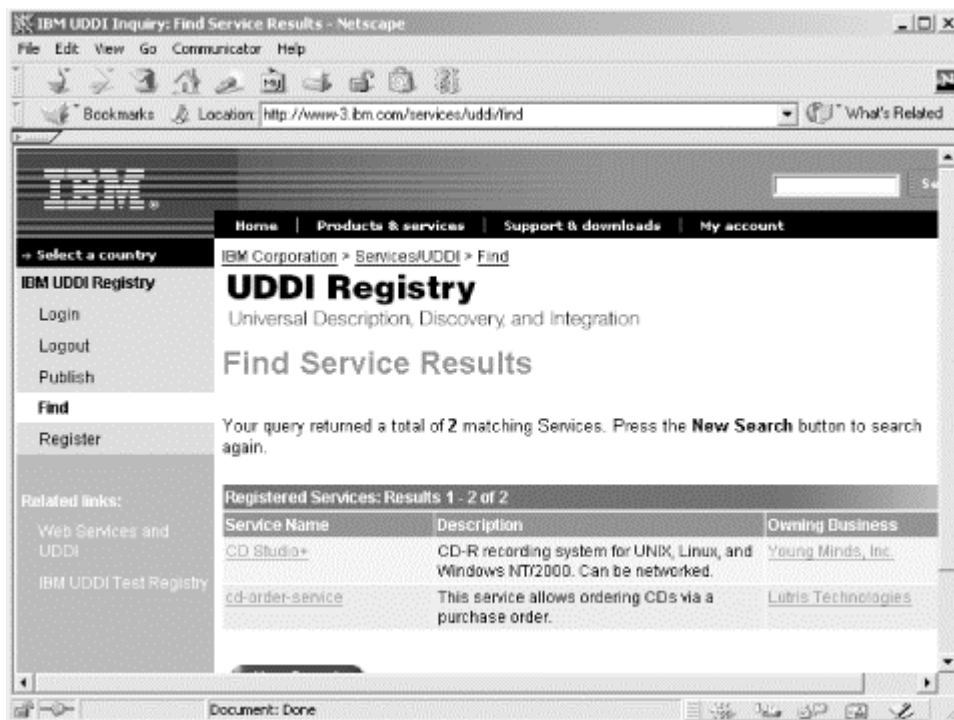 IBM UDDI Inquiry: Find Service Results - Netscape
File Edit View Go Communicator Help
Bookmarks Location: http://www-3.ibm.com/services/uddi/find What's Related
IBM
Home | Products & services | Support & downloads | My account
Select a country
IBM Corporation > Services/UDDI > Find
IBM UDDI Registry
UDDI Registry
Login
Universal Description, Discovery, and Integration
Logout
Find Service Results
Publish
Find
Your query returned a total of 2 matching Services. Press the New Search button to search
Register
again.
Related links:
Registered Services: Results 1 - 2 of 2
Service Name Description Owning Business
Web Services and
UDDI
CD Studio+ CD-R recording system for UNIX, Linux, and Young Minds, Inc.
Windows NT/2000. Can be networked.
IBM UDDI Test Registry
cd-order-service This service allows ordering CDs via a Lutris Technologies
purchase order.
Document: Done